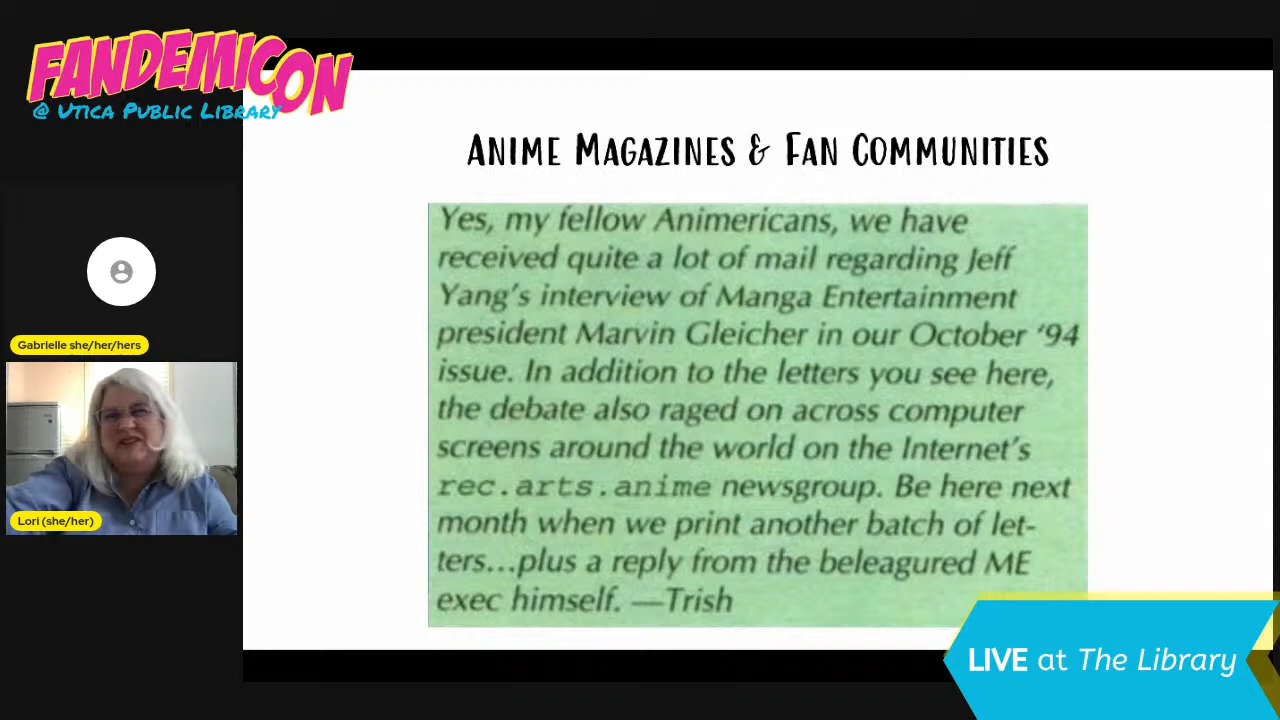 FANDEMICON
@ Utica Public Library
Anime Magazines & Fan Communities
Yes, my fellow Animericans, we have
received quite a lot of mail regarding Jeff
Yang's interview of Manga Entertainment
president Marvin Gleicher in our October '94
issue. In addition to the letters you see here,
the debate also raged on across computer
screens around the world on the Internet's
rec.arts.anime newsgroup. Be here next
month when we print another batch of let-
ters...plus a reply from the beleagured ME
exec himself. —Trish
Gabrielle she/her/hers
Lori (she/her)
LIVE at The Library